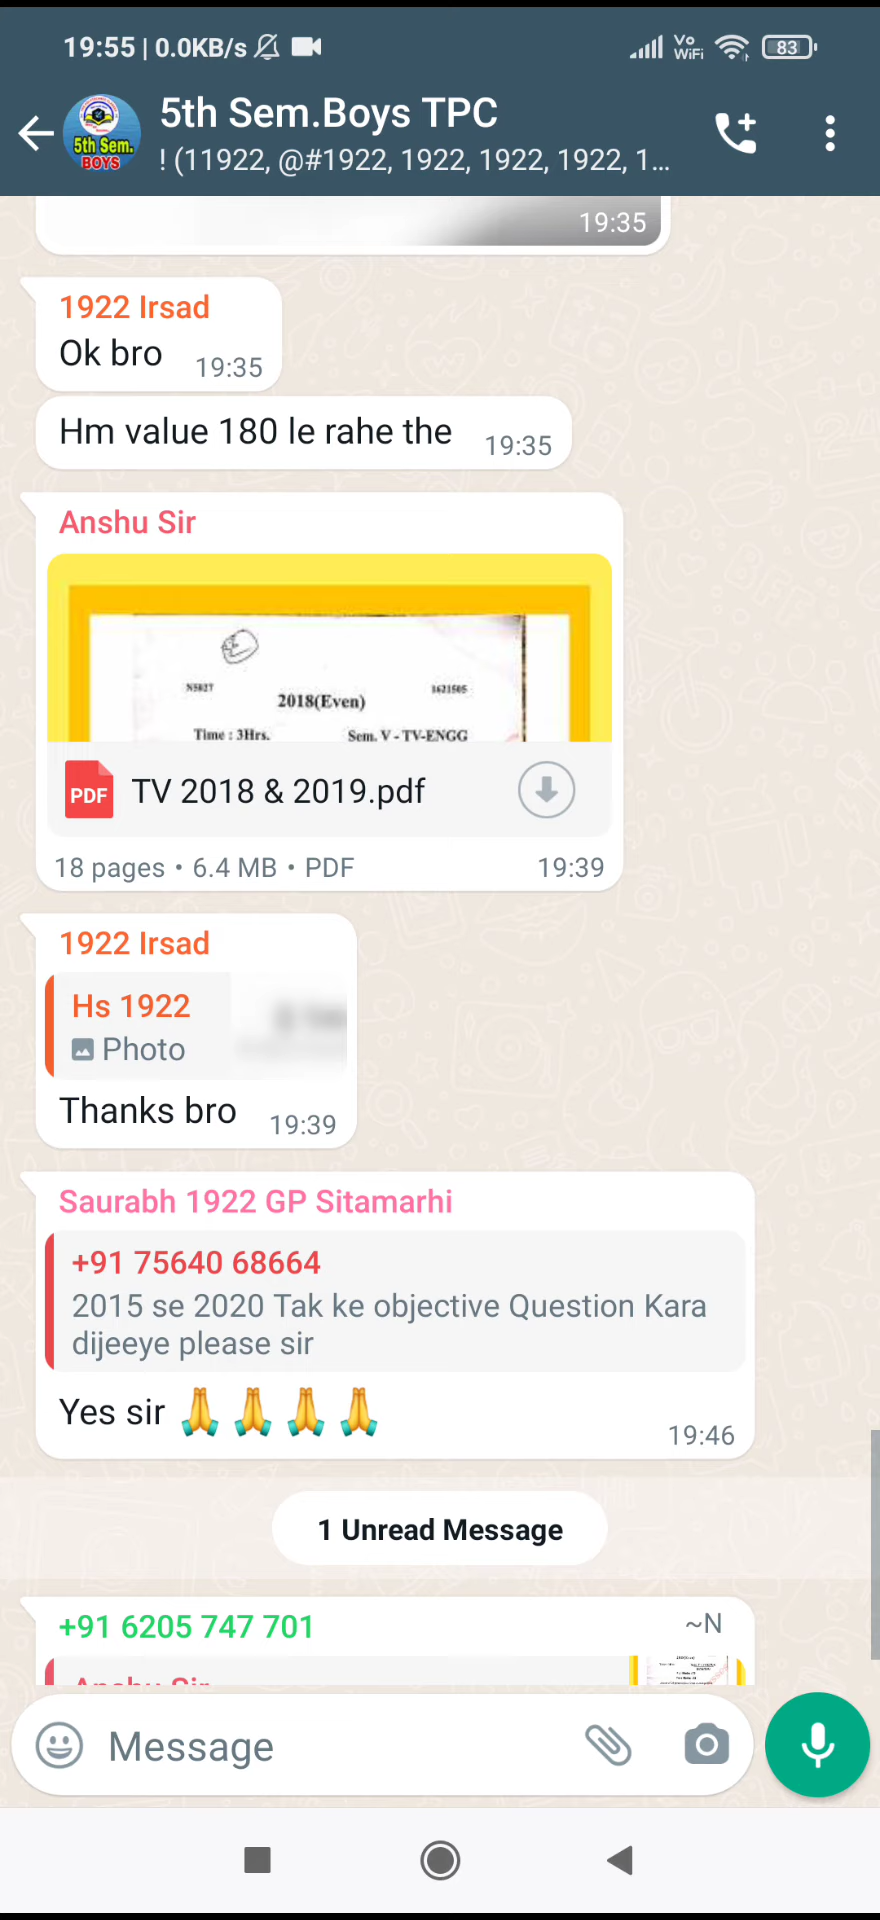 19:55 | 0.0KB/s
Vo
WiFi
83
5th Sem.
BOYS
5th Sem.Boys TPC
! (11922, @#1922, 1922, 1922, 1922, 1...
19:35
1922 Irsad
Ok bro 19:35
Hm value 180 le rahe the 19:35
Anshu Sir
N5027 1621505
2018(Even)
Time : 3Hrs. Sem. V - TV-ENGG
PDF TV 2018 & 2019.pdf
18 pages • 6.4 MB • PDF 19:39
1922 Irsad
Hs 1922
Photo
Thanks bro 19:39
Saurabh 1922 GP Sitamarhi
+91 75640 68664
2015 se 2020 Tak ke objective Question Kara
dijeeye please sir
Yes sir 🙏🙏🙏🙏
19:46
1 Unread Message
+91 6205 747 701 ~N
Anshu Sir
Message